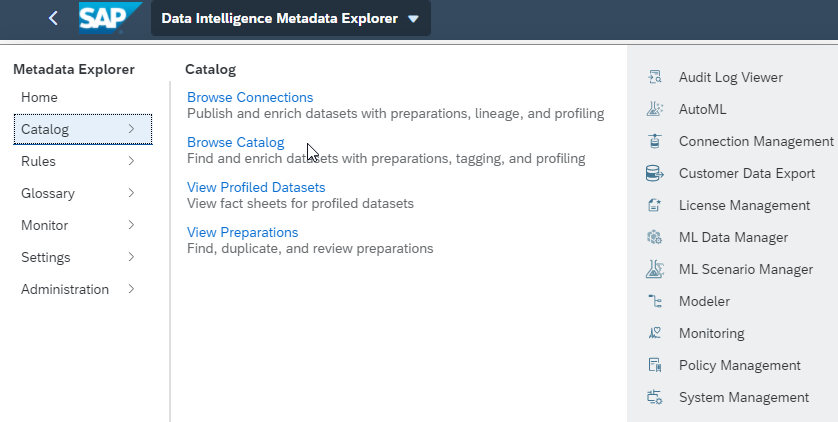 SAP
Data Intelligence Metadata Explorer
Metadata Explorer
Home
Catalog
Rules
Glossary
Monitor
Settings
Administration
Catalog
Browse Connections
Publish and enrich datasets with preparations, lineage, and profiling
Browse Catalog
Find and enrich datasets with preparations, tagging, and profiling
View Profiled Datasets
View fact sheets for profiled datasets
View Preparations
Find, duplicate, and review preparations
Audit Log Viewer
AutoML
Connection Management
Customer Data Export
License Management
ML Data Manager
ML Scenario Manager
Modeler
Monitoring
Policy Management
System Management